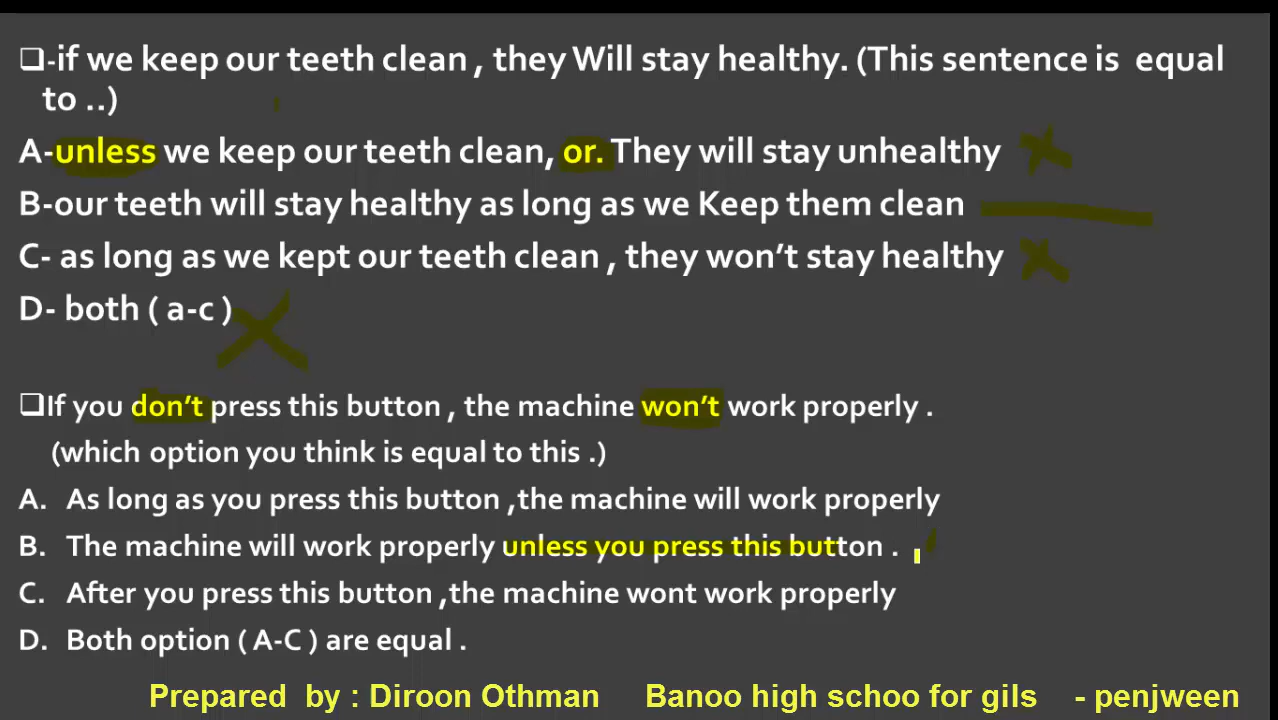 ❑-if we keep our teeth clean , they Will stay healthy. (This sentence is equal
to ..)
A-unless we keep our teeth clean, or. They will stay unhealthy
B-our teeth will stay healthy as long as we Keep them clean
C- as long as we kept our teeth clean , they won't stay healthy
D- both ( a-c )
❑If you don't press this button , the machine won't work properly .
(which option you think is equal to this .)
A. As long as you press this button ,the machine will work properly
B. The machine will work properly unless you press this button .
C. After you press this button ,the machine wont work properly
D. Both option ( A-C ) are equal .
Prepared by : Diroon Othman Banoo high schoo for gils - penjween